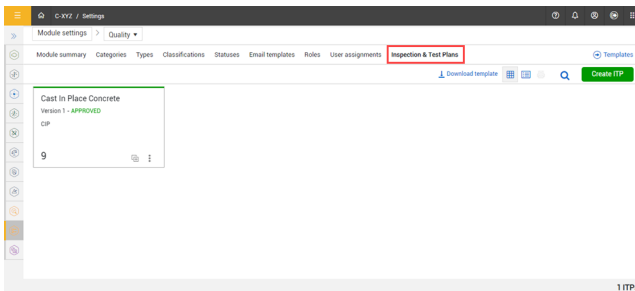 C-XYZ / Settings
Module settings > Quality
Module summary Categories Types Classifications Statuses Email templates Roles User assignments Inspection & Test Plans Templates
Download template Create ITP
Cast In Place Concrete
Version 1 - APPROVED
CIP
9
1 ITP